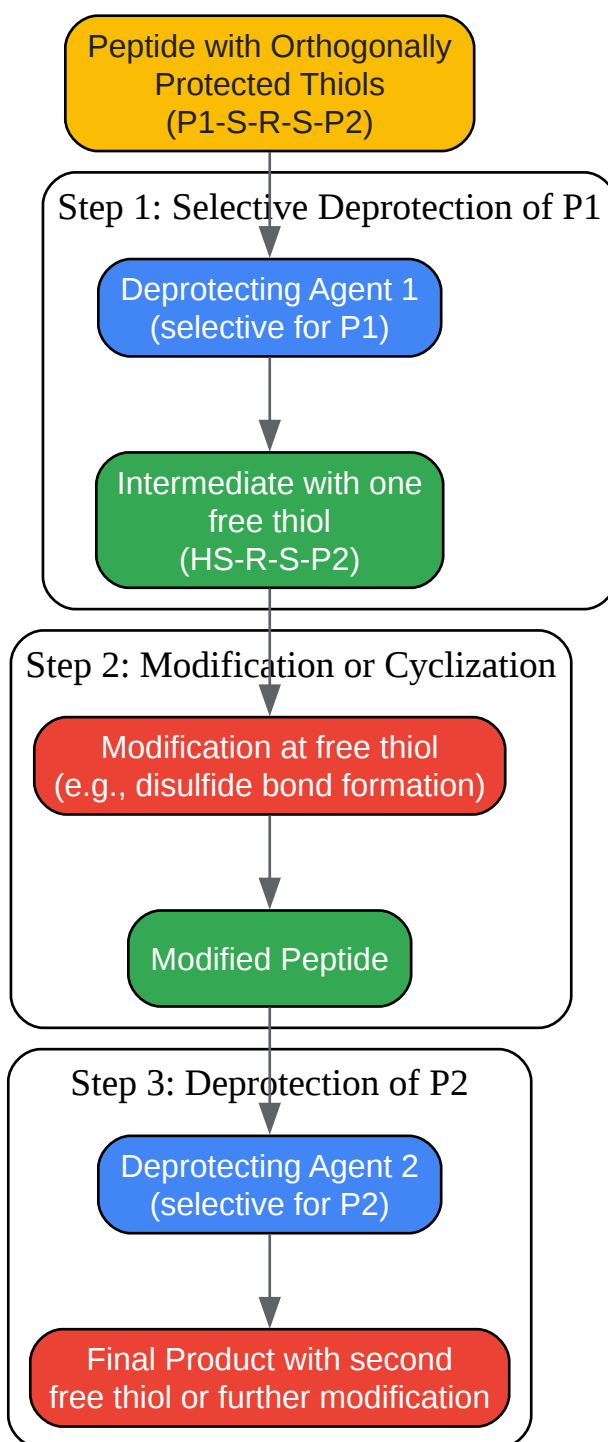 Peptide with Orthogonally
Protected Thiols
(P1-S-R-S-P2)
Step 1: Selective Deprotection of P1
Deprotecting Agent 1
(selective for P1)
Intermediate with one
free thiol
(HS-R-S-P2)
Step 2: Modification or Cyclization
Modification at free thiol
(e.g., disulfide bond formation)
Modified Peptide
Step 3: Deprotection of P2
Deprotecting Agent 2
(selective for P2)
Final Product with second
free thiol or further modification